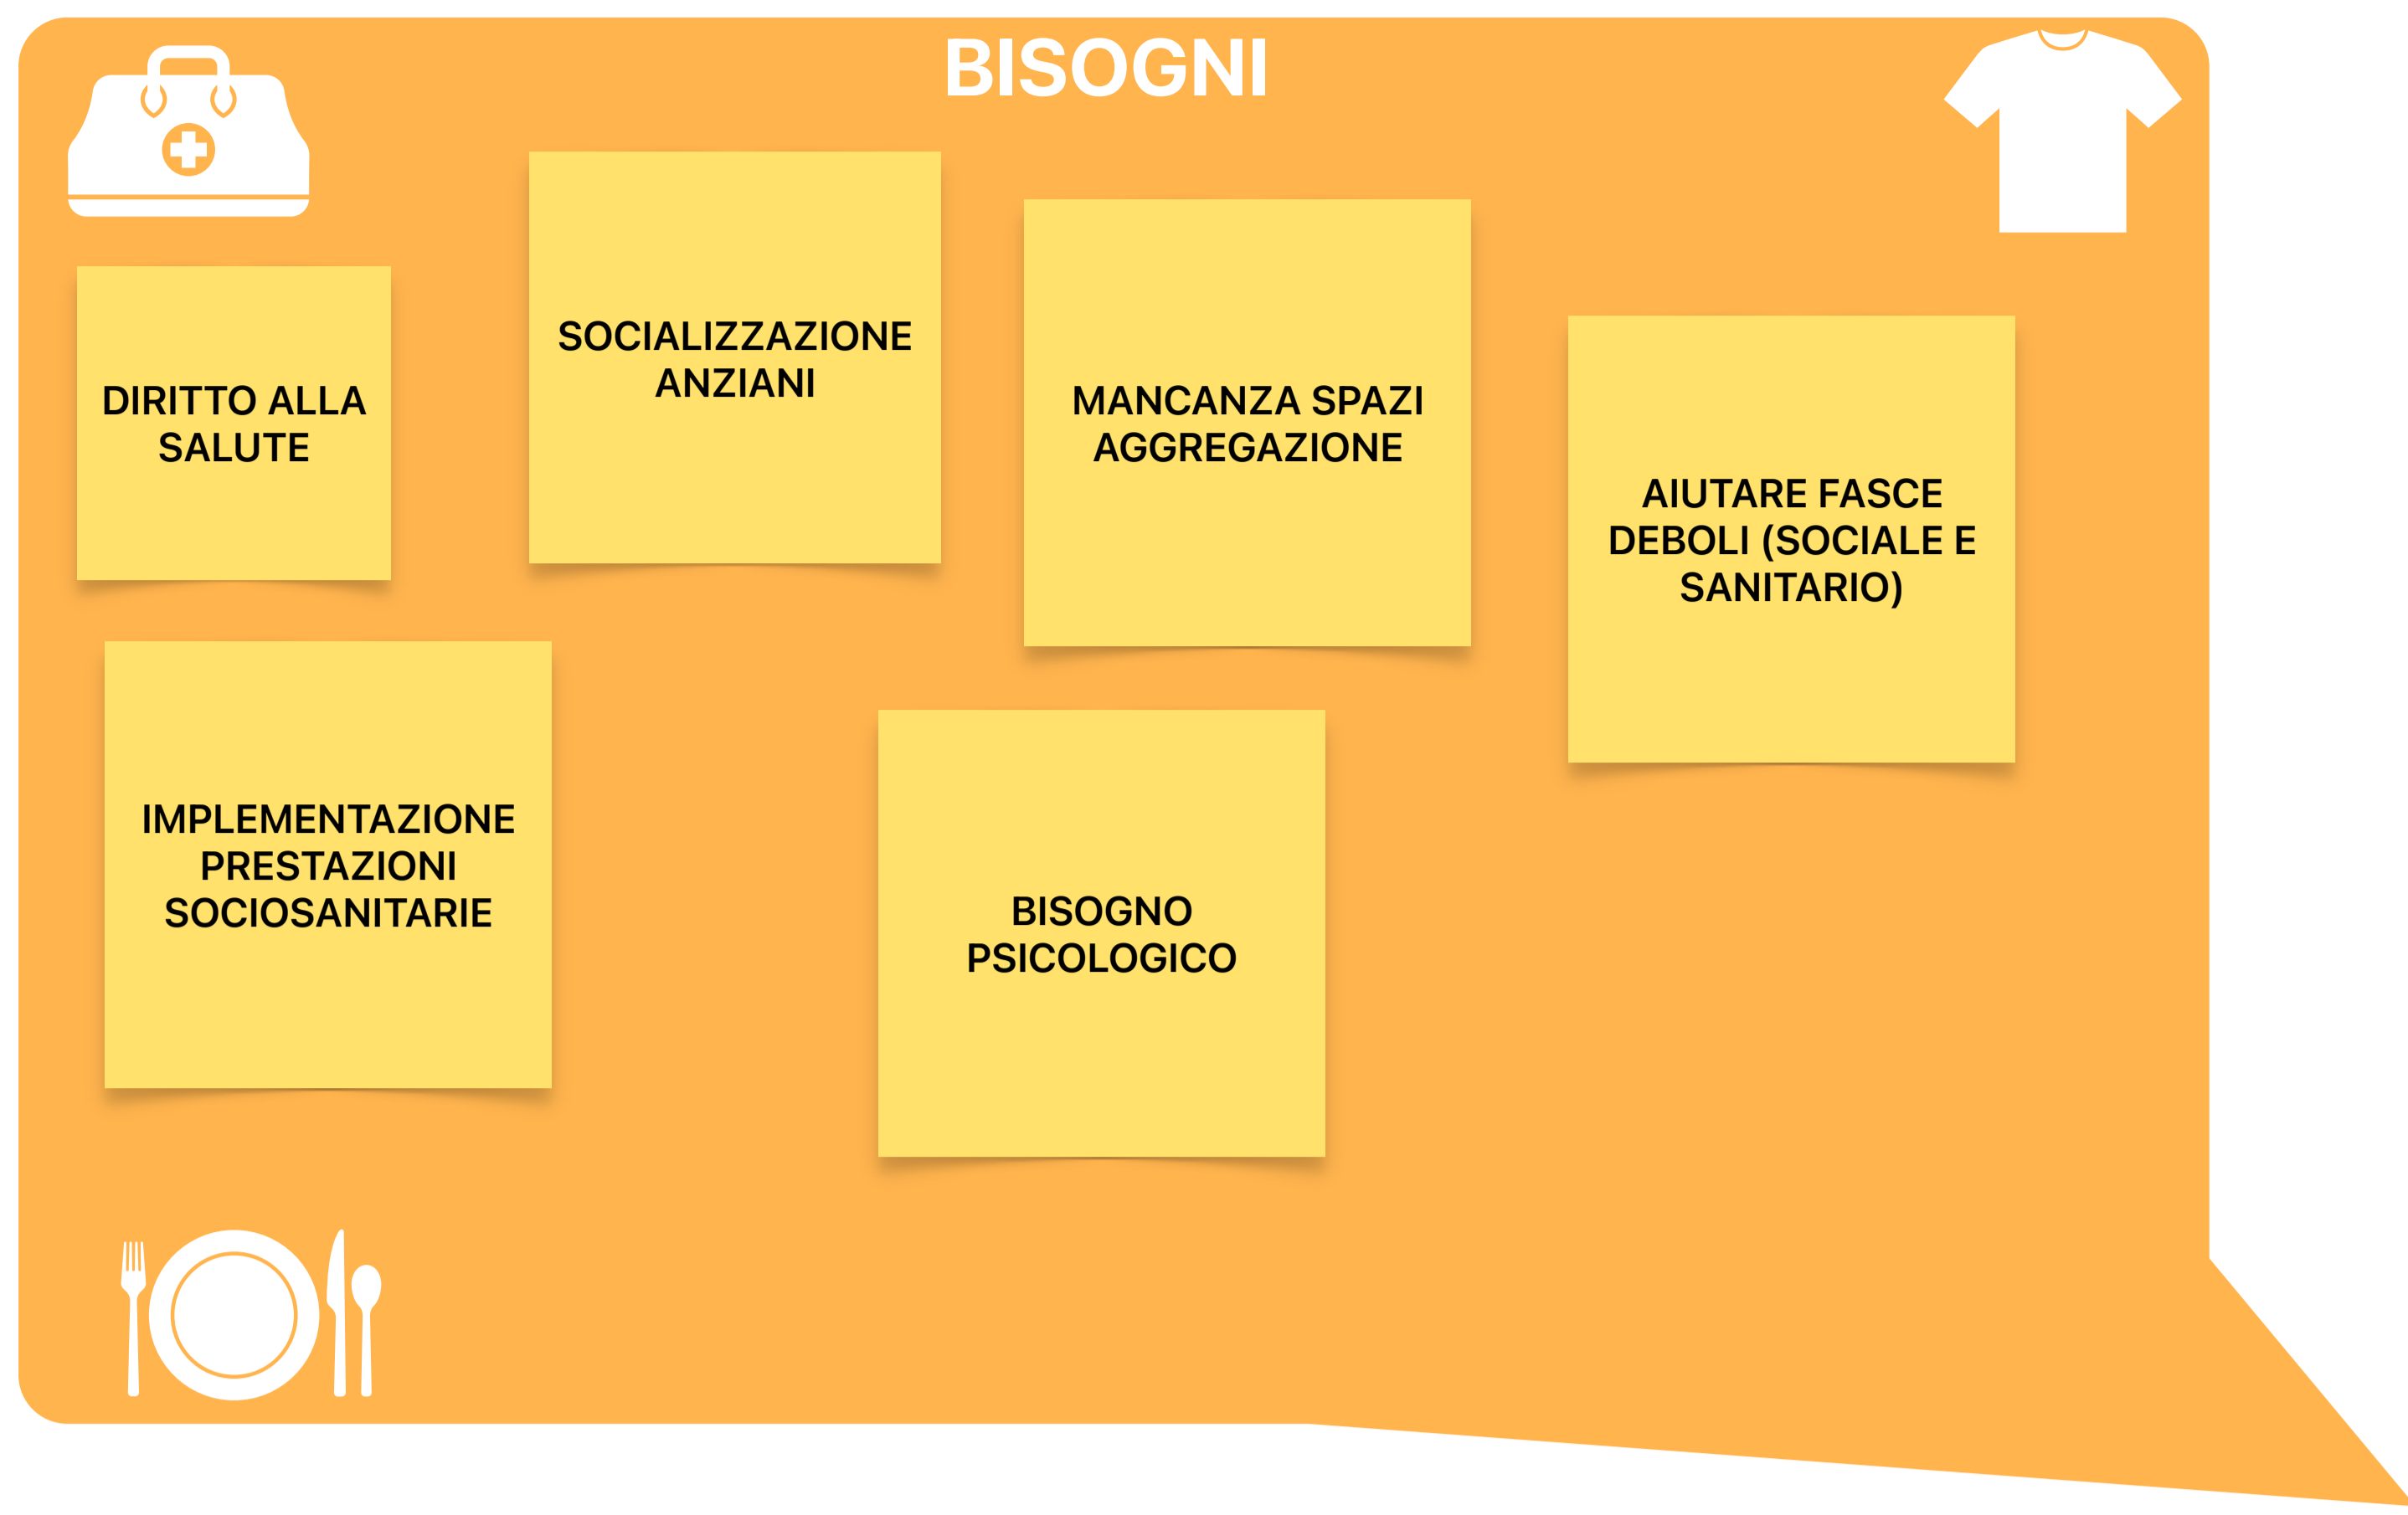 BISOGNI
DIRITTO ALLA
SALUTE
SOCIALIZZAZIONE
ANZIANI
MANCANZA SPAZI
AGGREGAZIONE
AIUTARE FASCE
DEBOLI (SOCIALE E
SANITARIO)
IMPLEMENTAZIONE
PRESTAZIONI
SOCIOSANITARIE
BISOGNO
PSICOLOGICO